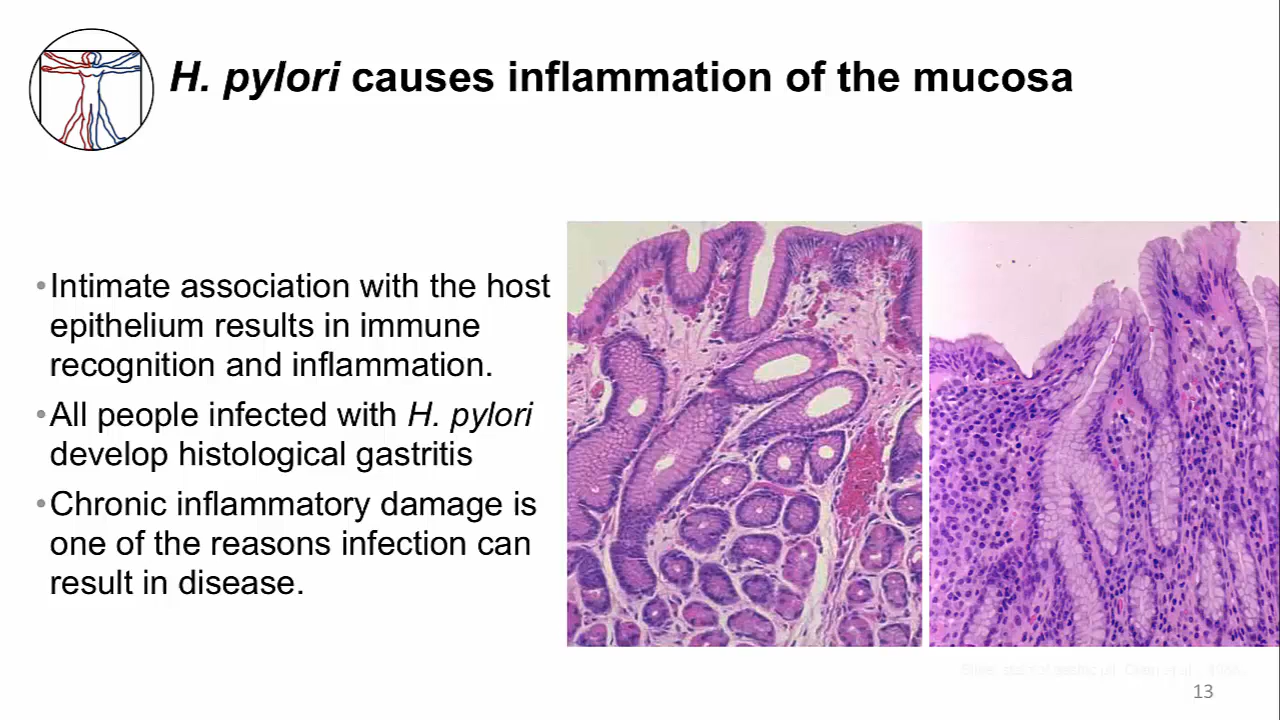 H. pylori causes inflammation of the mucosa
•Intimate association with the host
epithelium results in immune
recognition and inflammation.
•All people infected with H. pylori
develop histological gastritis
•Chronic inflammatory damage is
one of the reasons infection can
result in disease.
13